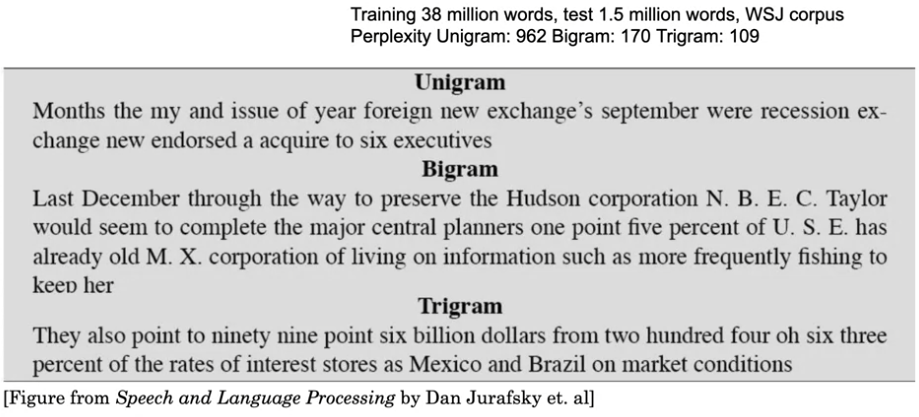 Training 38 million words, test 1.5 million words, WSJ corpus
Perplexity Unigram: 962 Bigram: 170 Trigram: 109
Unigram
Months the my and issue of year foreign new exchange's september were recession ex-
change new endorsed a acquire to six executives
Bigram
Last December through the way to preserve the Hudson corporation N. B. E. C. Taylor
would seem to complete the major central planners one point five percent of U. S. E. has
already old M. X. corporation of living on information such as more frequently fishing to
keep her
Trigram
They also point to ninety nine point six billion dollars from two hundred four oh six three
percent of the rates of interest stores as Mexico and Brazil on market conditions
[Figure from Speech and Language Processing by Dan Jurafsky et. al]